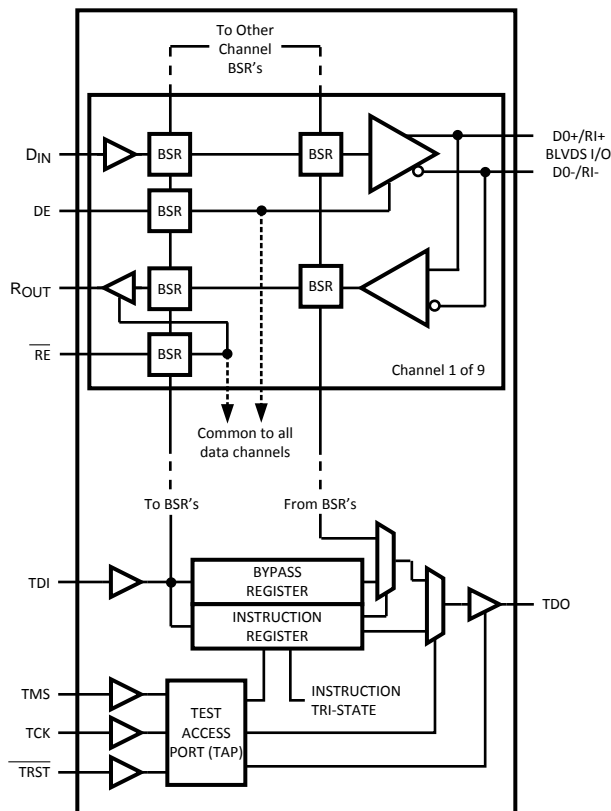 To Other
Channel
BSR's
DIN
BSR
BSR
D0+/RI+
BLVDS I/O
D0-/RI-
DE
BSR
ROUT
BSR
BSR
RE
BSR
Channel 1 of 9
Common to all
data channels
To BSR's
From BSR's
TDI
BYPASS
REGISTER
INSTRUCTION
REGISTER
TDO
TMS
TCK
TRST
TEST
ACCESS
PORT (TAP)
INSTRUCTION
TRI-STATE